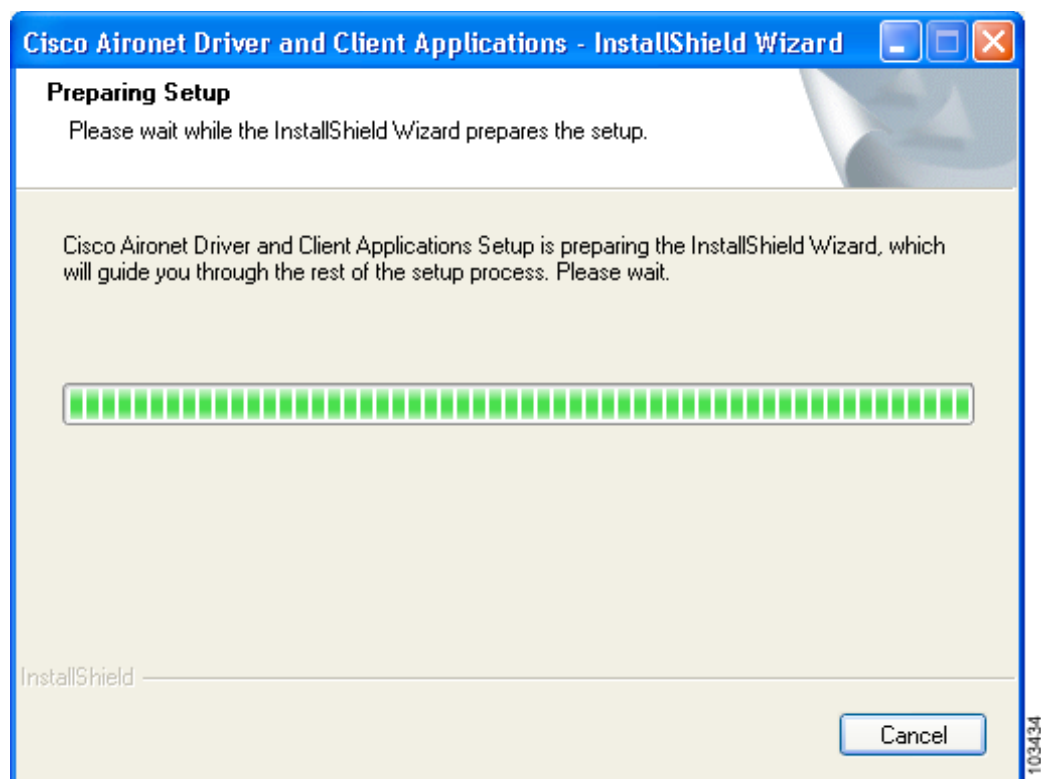 Cisco Aironet Driver and Client Applications - InstallShield Wizard
Preparing Setup
Please wait while the InstallShield Wizard prepares the setup.
Cisco Aironet Driver and Client Applications Setup is preparing the InstallShield Wizard, which
will guide you through the rest of the setup process. Please wait.
InstallShield
Cancel
103434